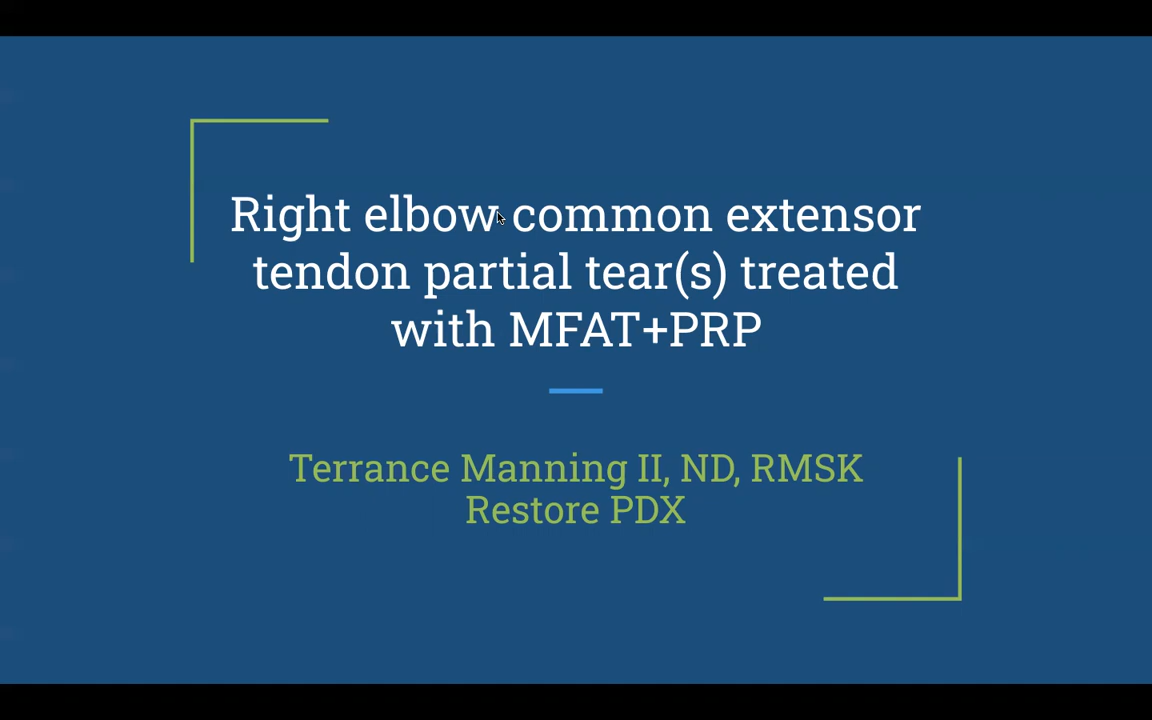 Right elbow common extensor
tendon partial tear(s) treated
with MFAT+PRP
Terrance Manning II, ND, RMSK
Restore PDX